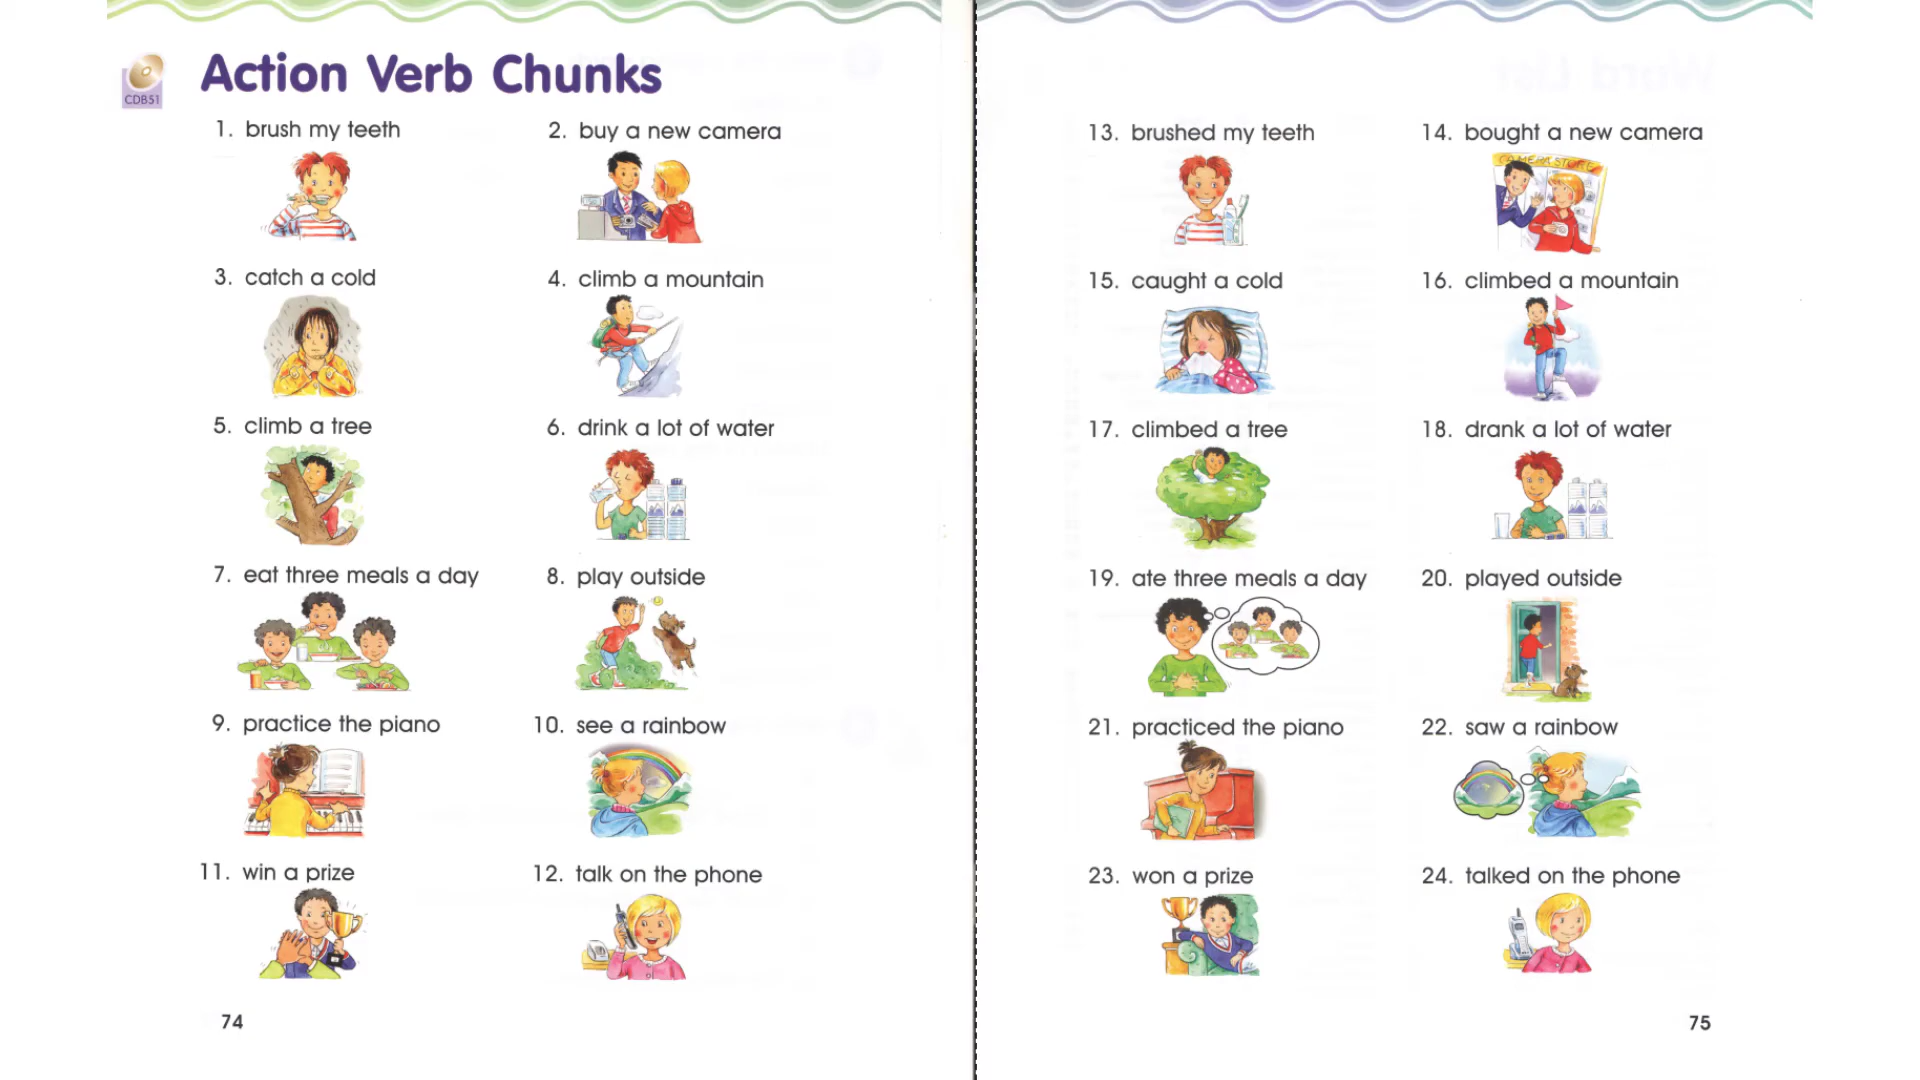 CDB51
Action Verb Chunks
1. brush my teeth
2. buy a new camera
3. catch a cold
4. climb a mountain
5. climb a tree
6. drink a lot of water
7. eat three meals a day
8. play outside
9. practice the piano
10. see a rainbow
11. win a prize
12. talk on the phone
74
13. brushed my teeth
14. bought a new camera
CAMERA STORE
15. caught a cold
16. climbed a mountain
17. climbed a tree
18. drank a lot of water
19. ate three meals a day
20. played outside
21. practiced the piano
22. saw a rainbow
23. won a prize
24. talked on the phone
75